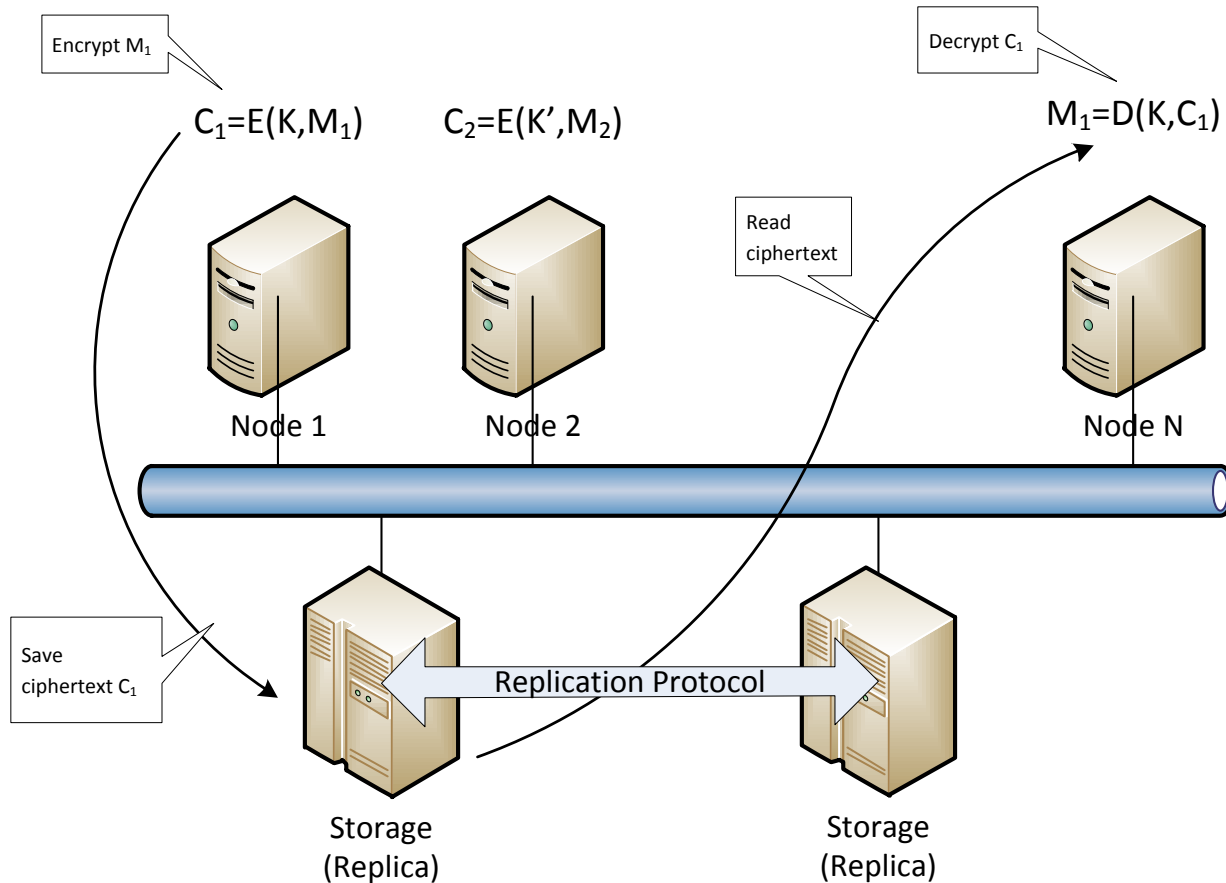 Encrypt M₁
Decrypt C₁
C₁=E(K,M₁)
C₂=E(K’,M₂)
M₁=D(K,C₁)
Read
ciphertext
Node 1
Node 2
Node N
Save
ciphertext C₁
Replication Protocol
Storage
(Replica)
Storage
(Replica)